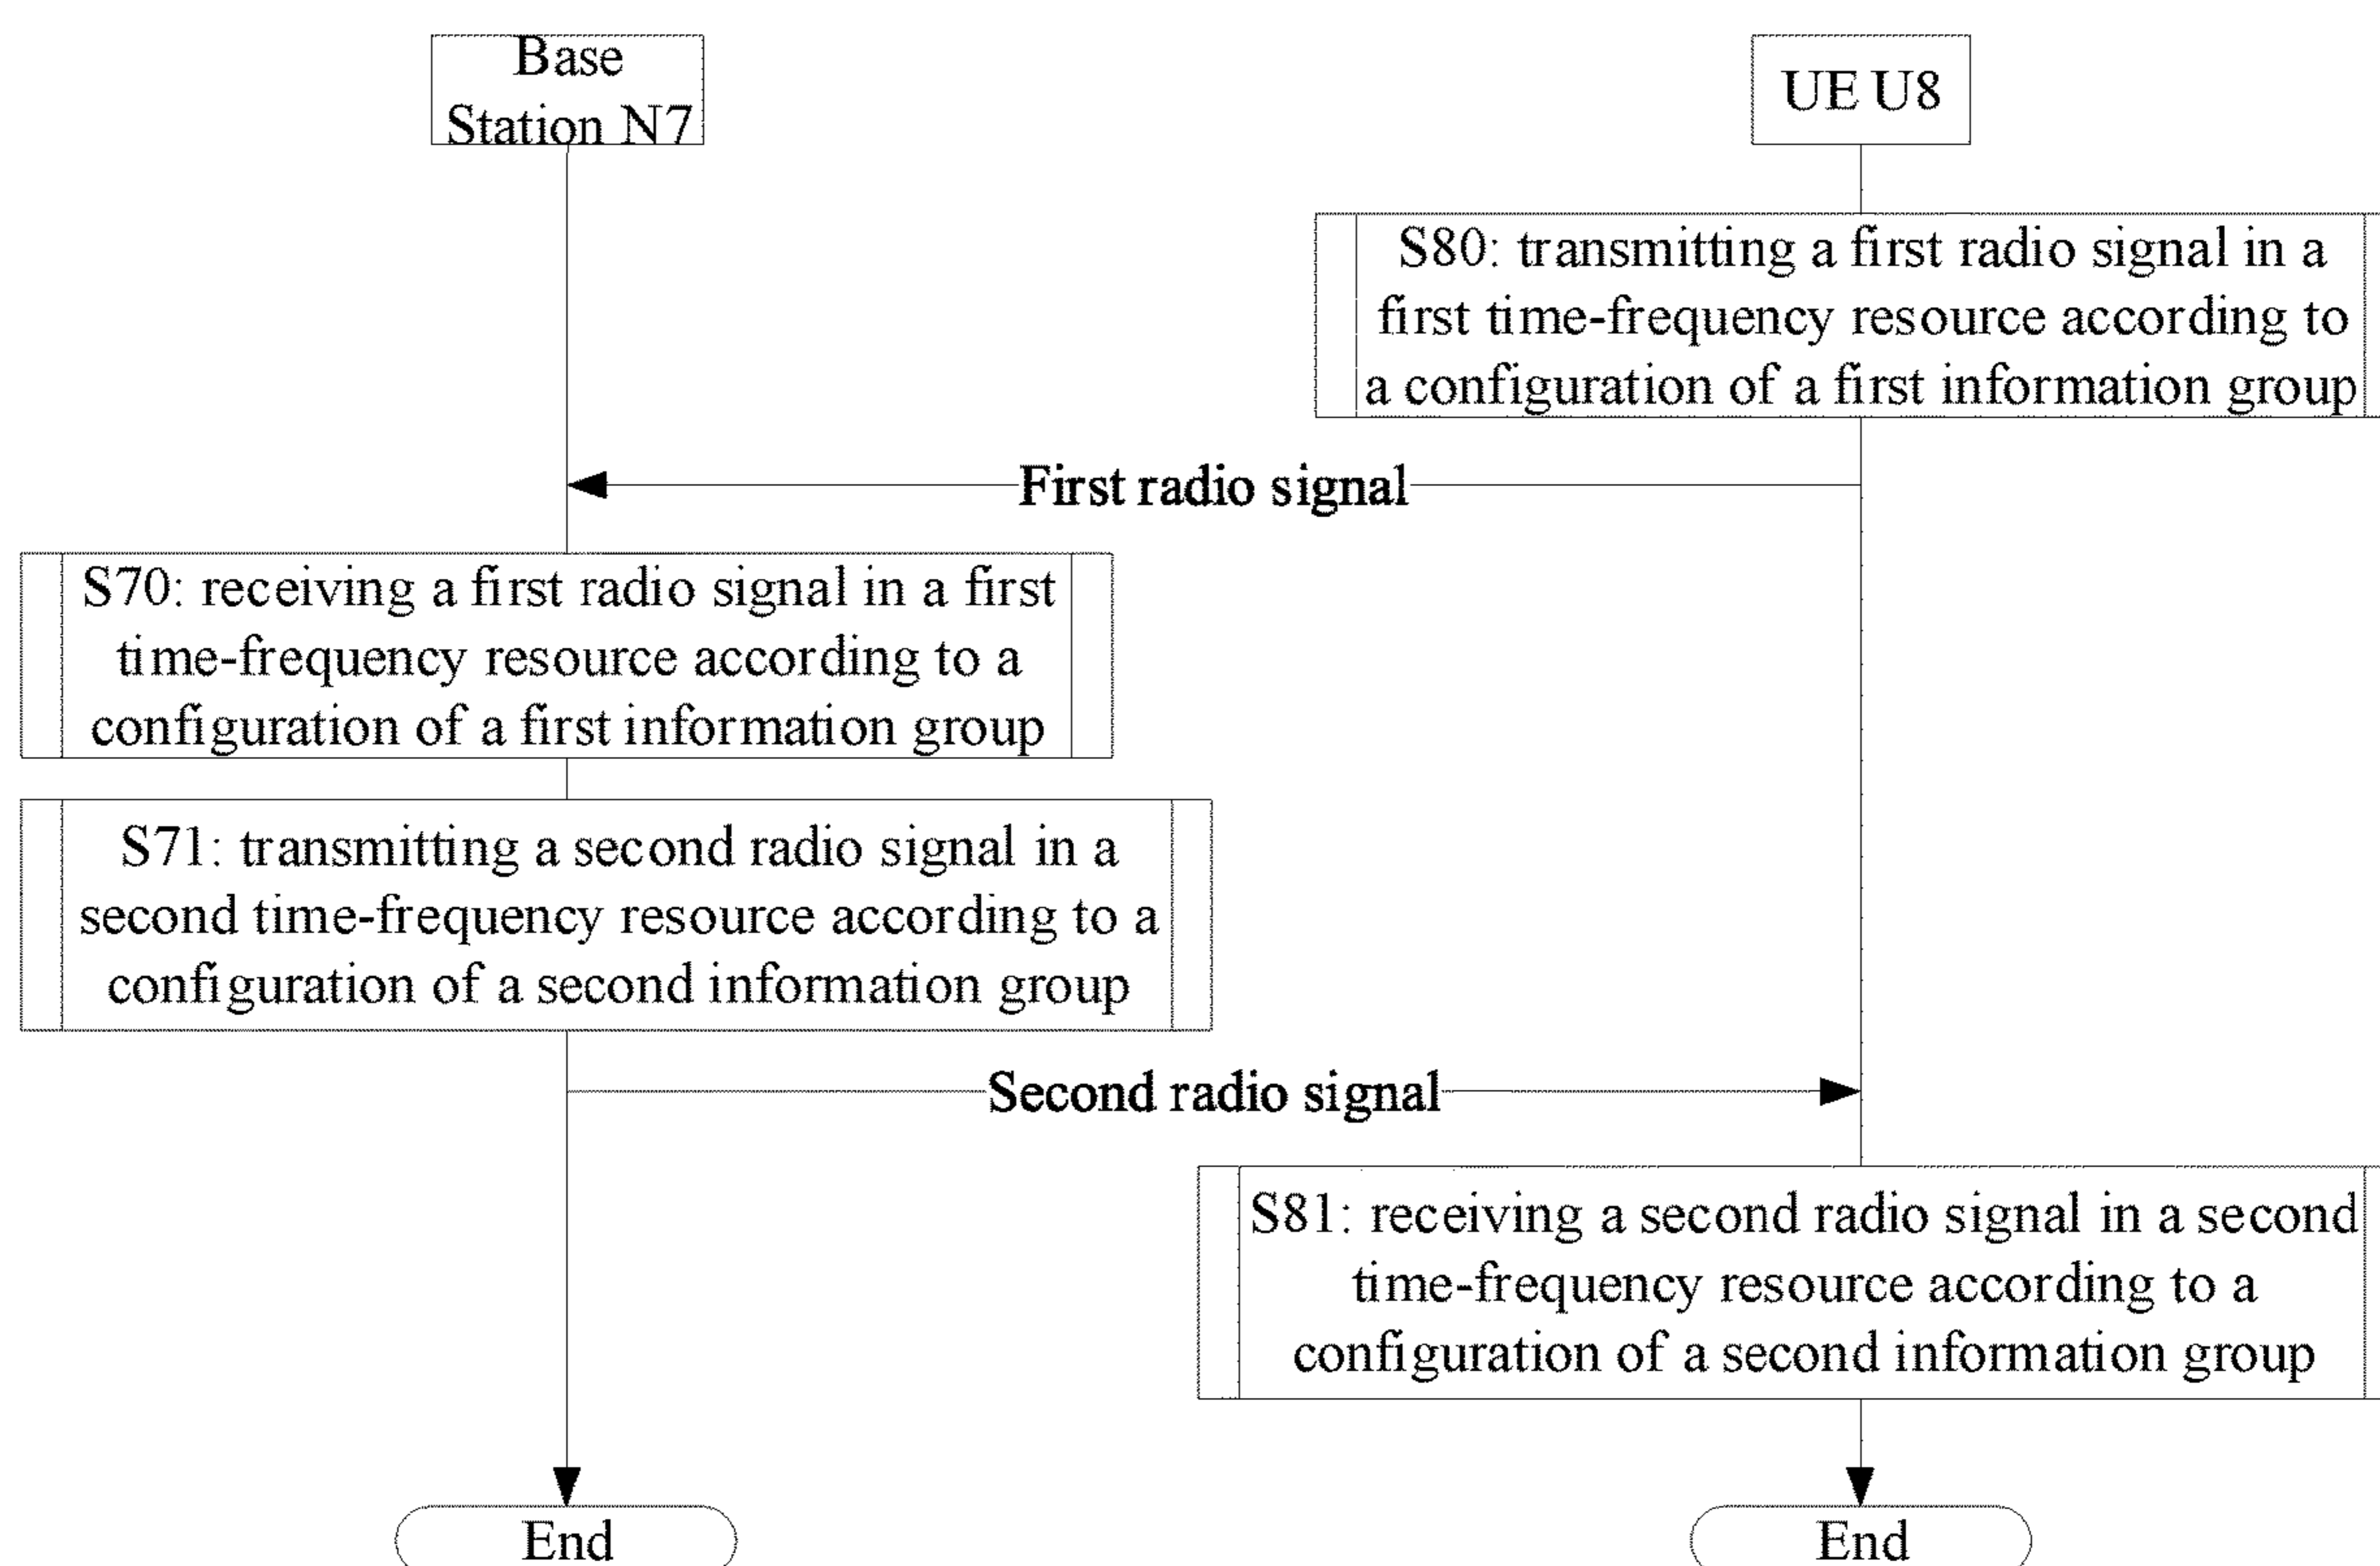 Base
Station N7
UE U8
S80: transmitting a first radio signal in a
first time-frequency resource according to
a configuration of a first information group
First radio signal
S70: receiving a first radio signal in a first
time-frequency resource according to a
configuration of a first information group
S71: transmitting a second radio signal in a
second time-frequency resource according to a
configuration of a second information group
Second radio signal
S81: receiving a second radio signal in a second
time-frequency resource according to a
configuration of a second information group
End
End